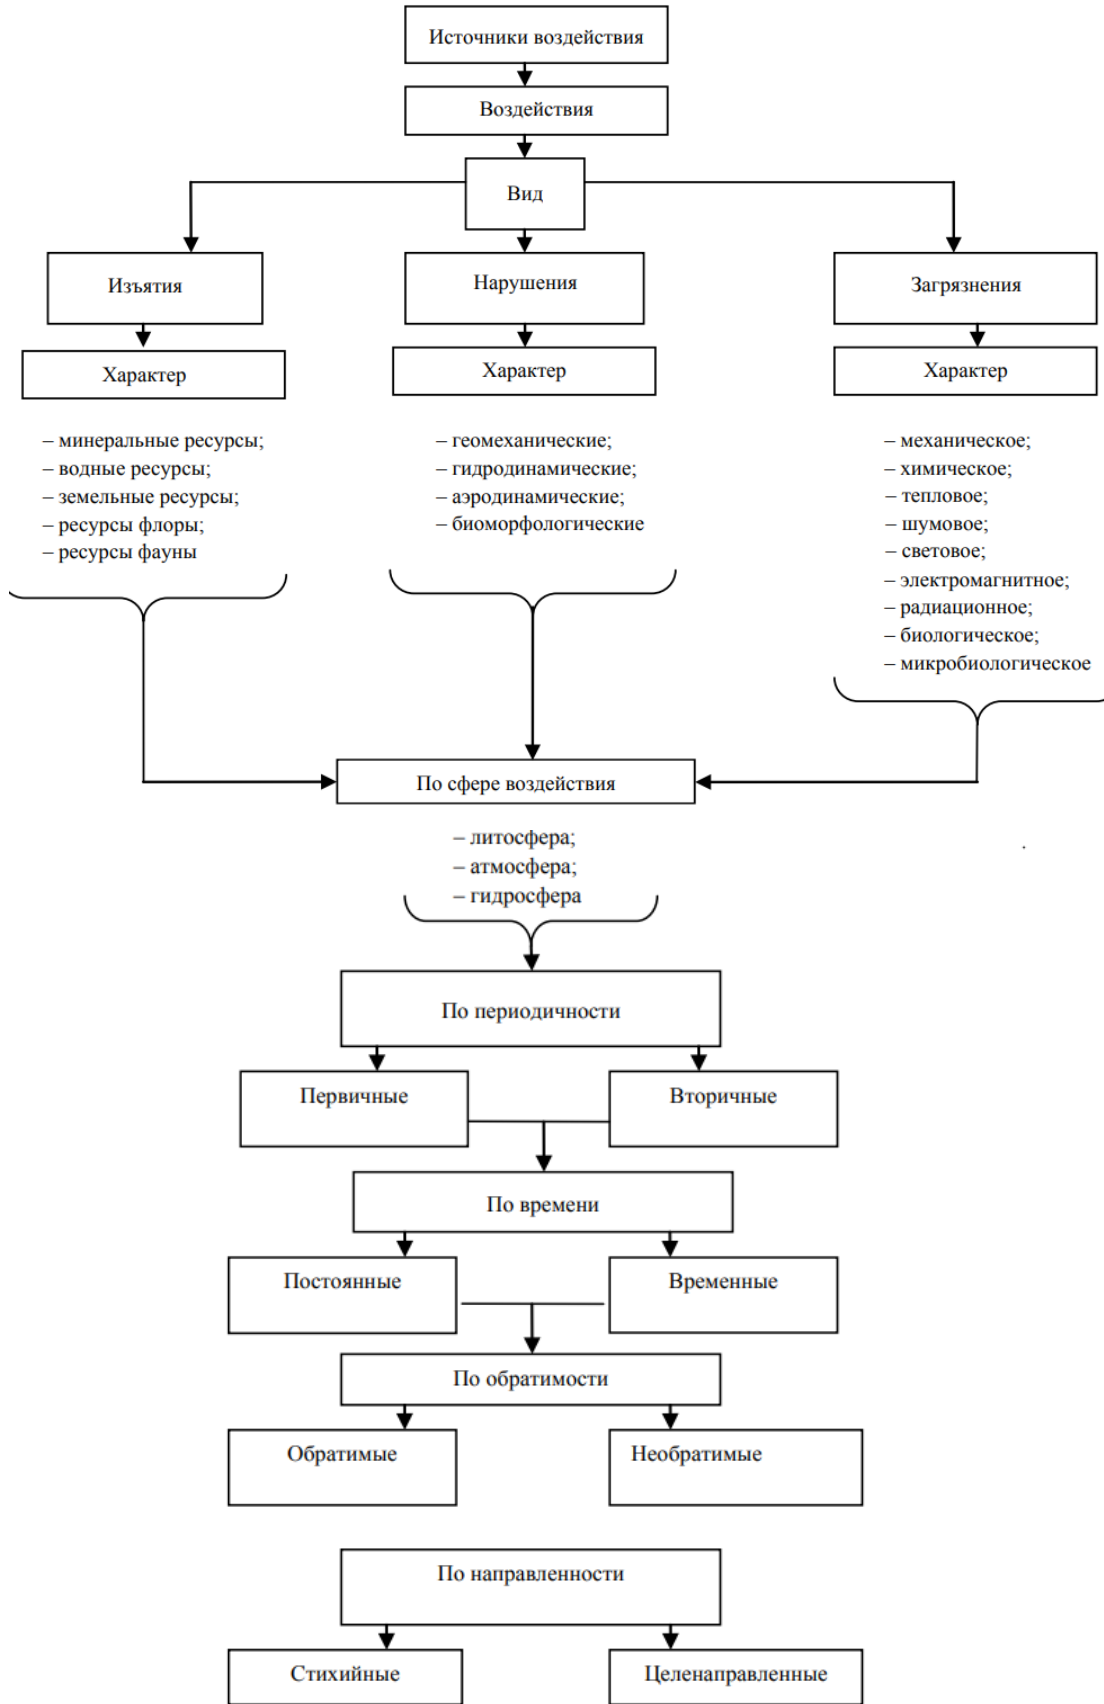 Источники воздействия
Воздействия
Вид
Изъятия
Нарушения
Загрязнения
Характер
Характер
Характер
– минеральные ресурсы;
– водные ресурсы;
– земельные ресурсы;
– ресурсы флоры;
– ресурсы фауны
– геомеханические;
– гидродинамические;
– аэродинамические;
– биоморфологические
– механическое;
– химическое;
– тепловое;
– шумовое;
– световое;
– электромагнитное;
– радиационное;
– биологическое;
– микробиологическое
По сфере воздействия
– литосфера;
– атмосфера;
– гидросфера
По периодичности
Первичные
Вторичные
По времени
Постоянные
Временные
По обратимости
Обратимые
Необратимые
По направленности
Стихийные
Целенаправленные